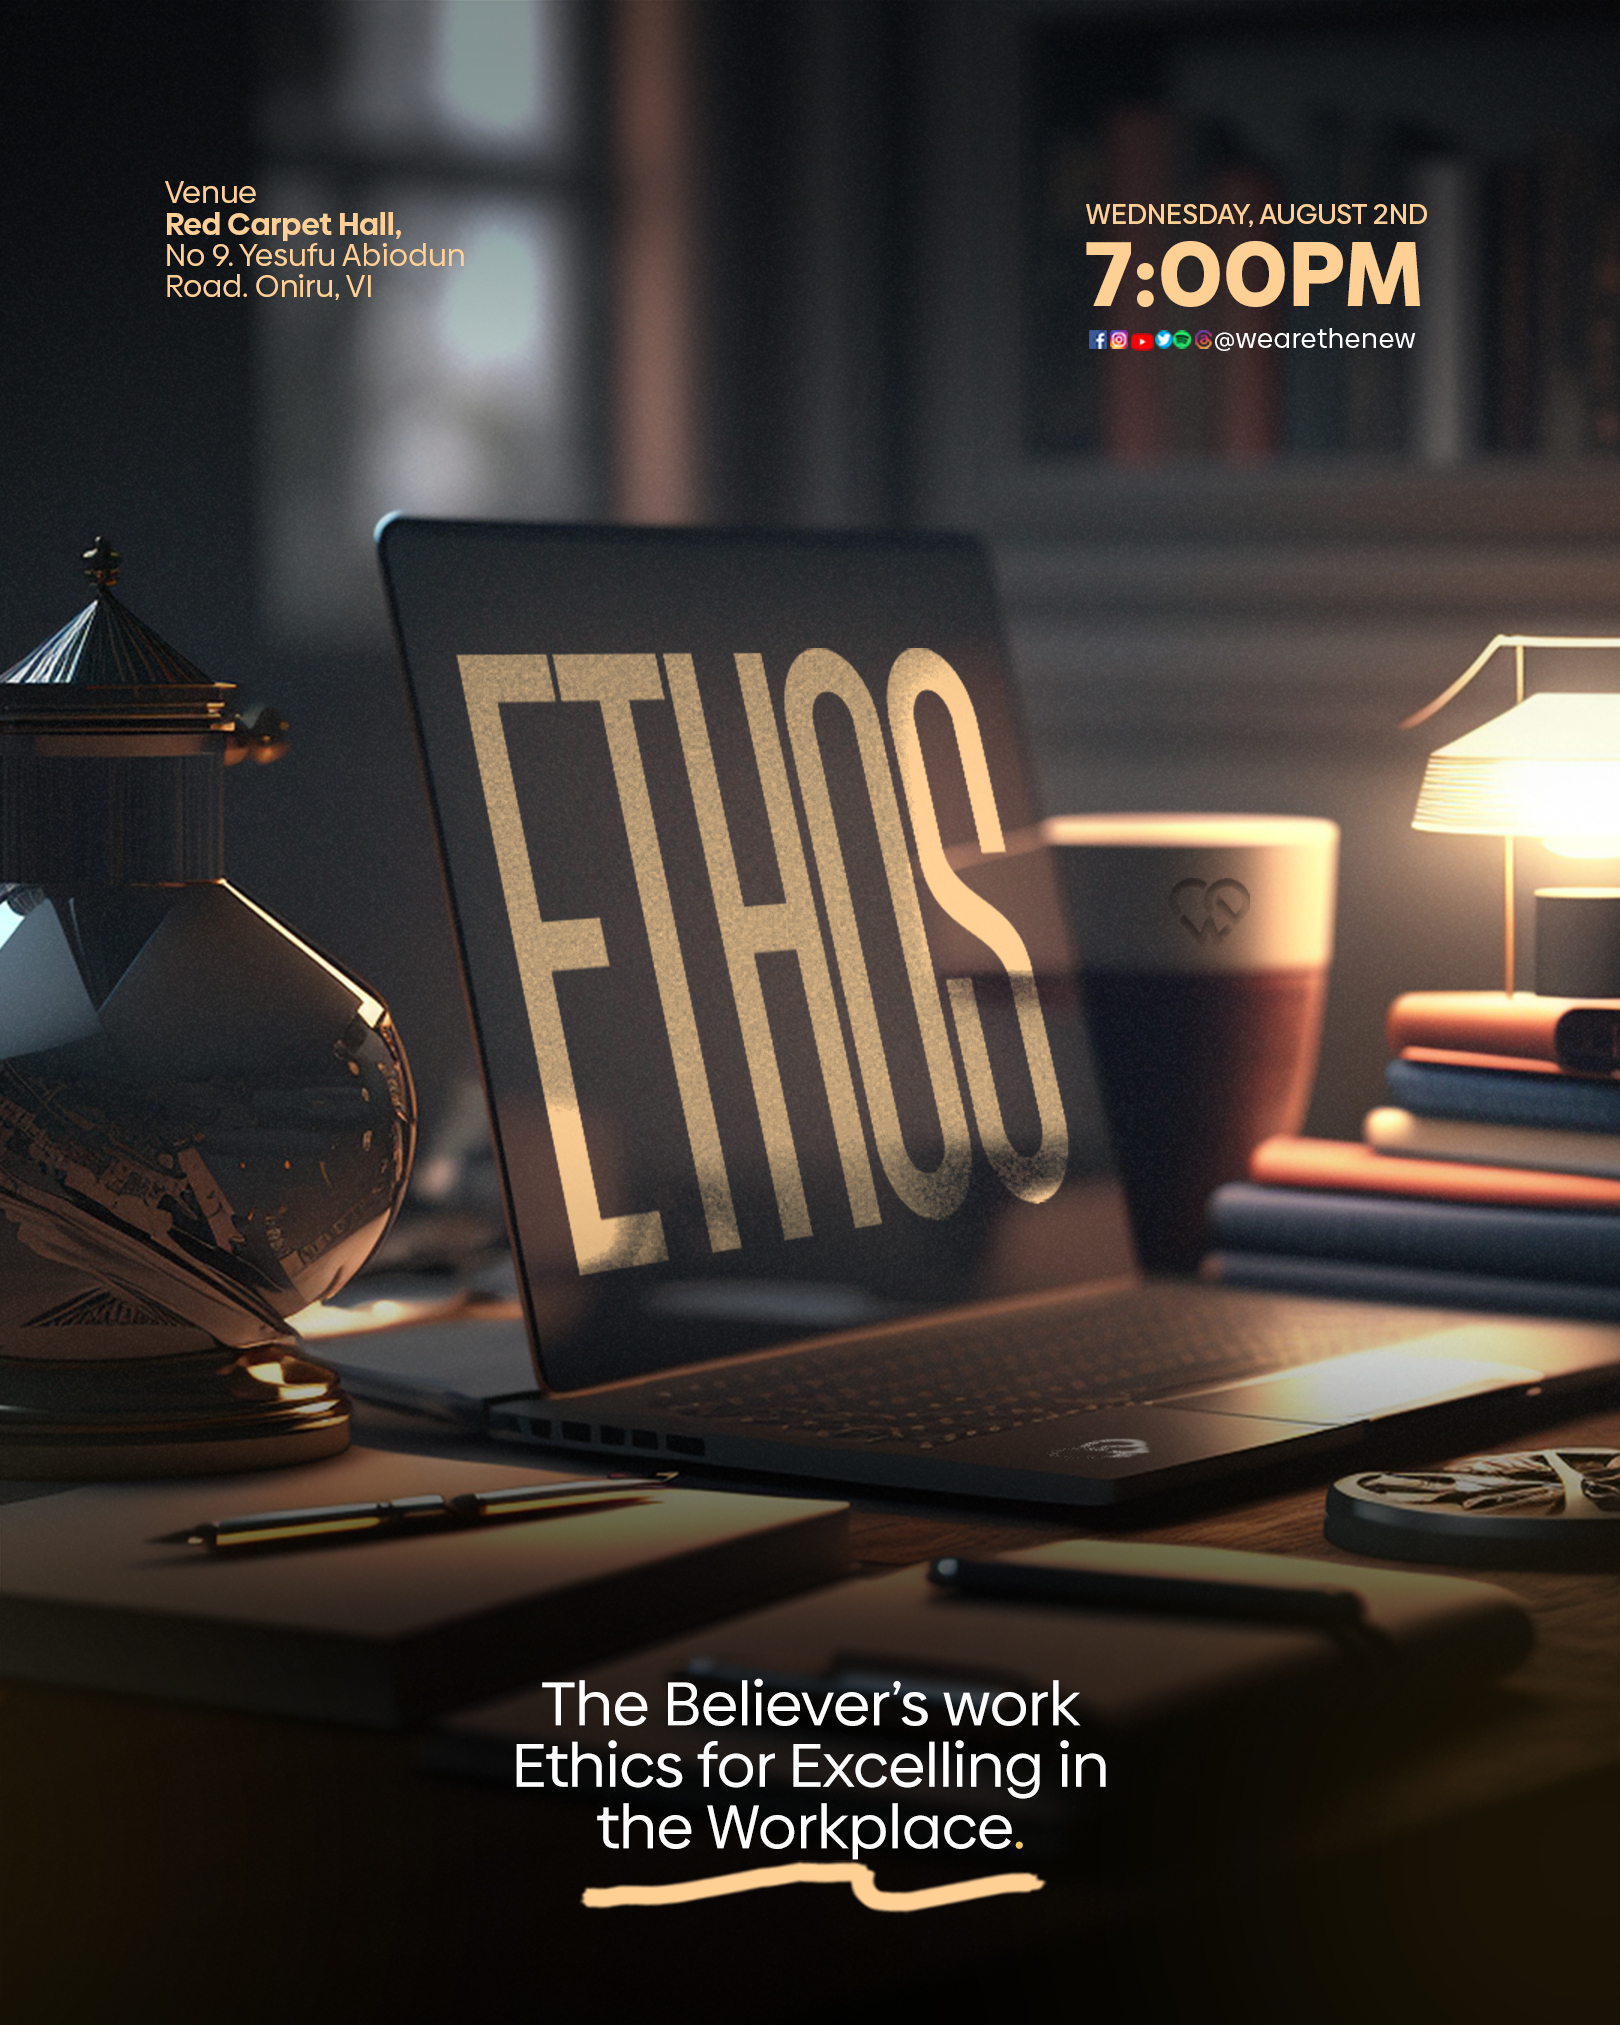 Venue
Red Carpet Hall,
No 9. Yesufu Abiodun
Road. Oniru, VI
WEDNESDAY, AUGUST 2ND
7:00PM
@wearethenew
ETHOS
The Believer’s work
Ethics for Excelling in
the Workplace.